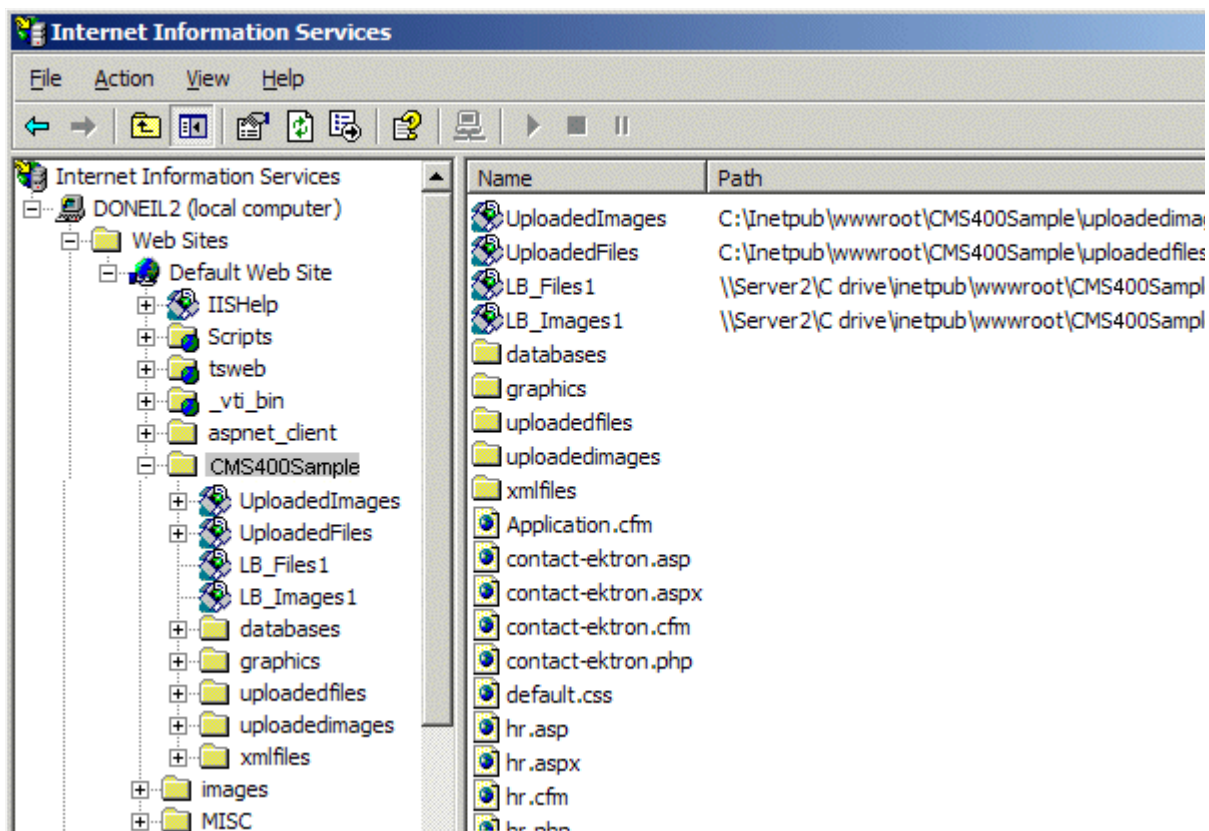 Internet Information Services
File Action View Help
Internet Information Services
DONEIL2 (local computer)
Web Sites
Default Web Site
IISHelp
Scripts
tsweb
_vti_bin
aspnet_client
CMS400Sample
UploadedImages
UploadedFiles
LB_Files1
LB_Images1
databases
graphics
uploadedfiles
uploadedimages
xmlfiles
images
MISC
Name Path
UploadedImages C:\Inetpub\wwwroot\CMS400Sample\uploadedimag
UploadedFiles C:\Inetpub\wwwroot\CMS400Sample\uploadedfiles
LB_Files1 \\Server2\C drive\inetpub\wwwroot\CMS400Sampl
LB_Images1 \\Server2\C drive\inetpub\wwwroot\CMS400Sampl
databases
graphics
uploadedfiles
uploadedimages
xmlfiles
Application.cfm
contact-ektron.asp
contact-ektron.aspx
contact-ektron.cfm
contact-ektron.php
default.css
hr.asp
hr.aspx
hr.cfm
hr.php